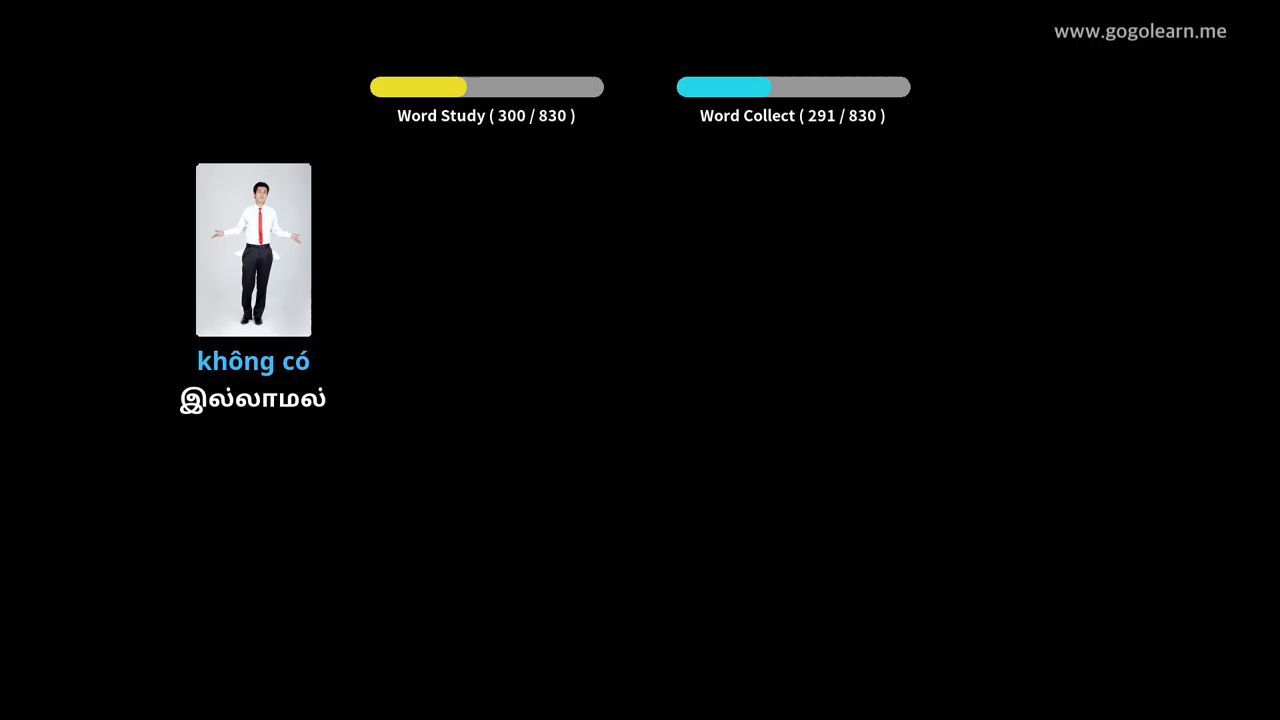 www.gogolearn.me
Word Study ( 300 / 830 )
Word Collect ( 291 / 830 )
không có
இல்லாமல்